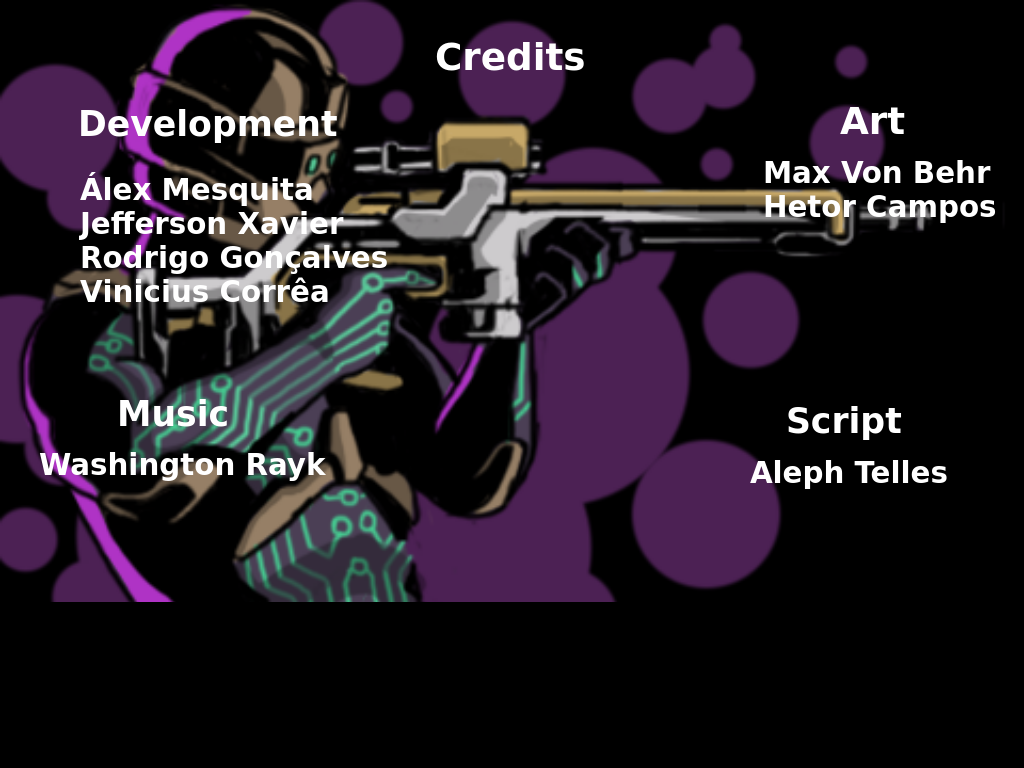 Credits
Development
Álex Mesquita
Jefferson Xavier
Rodrigo Gonçalves
Vinicius Corrêa
Art
Max Von Behr
Hetor Campos
Music
Washington Rayk
Script
Aleph Telles